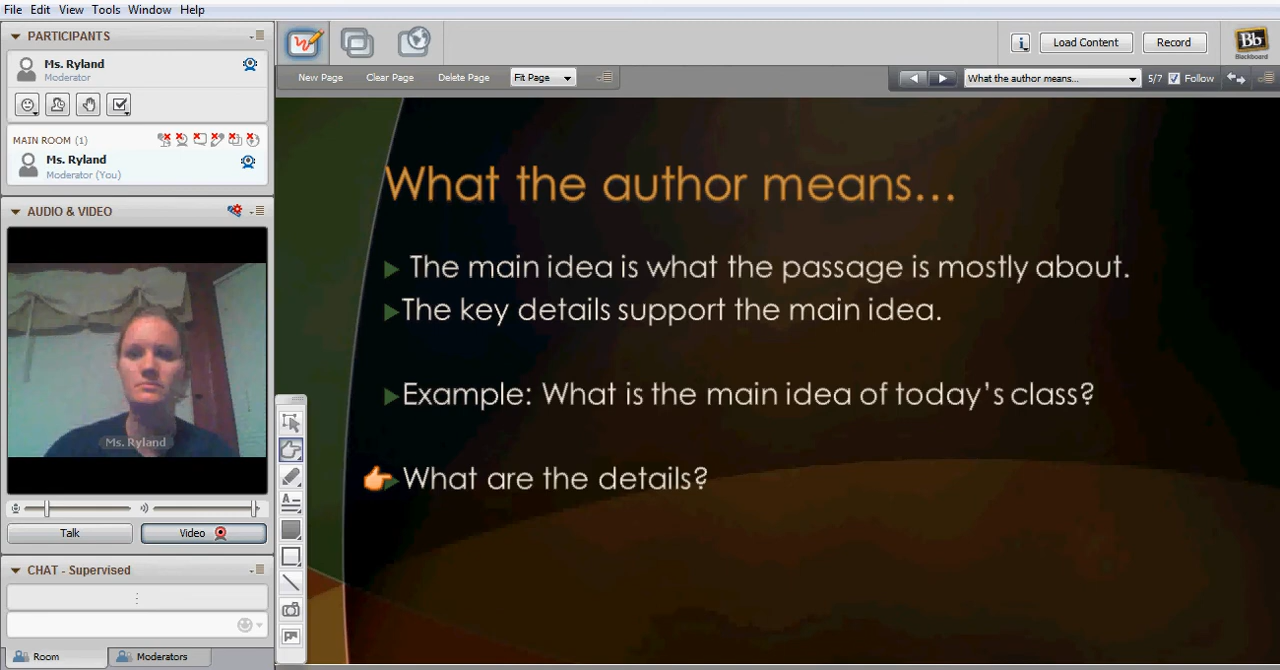 File Edit View Tools Window Help
PARTICIPANTS
Ms. Ryland
Moderator
MAIN ROOM (1)
Ms. Ryland
Moderator (You)
AUDIO & VIDEO
Ms. Ryland
Talk Video
CHAT - Supervised
Room Moderators
Load Content Record
Bb
Blackboard
New Page Clear Page Delete Page Fit Page
What the author means... 5/7 Follow
What the author means…
The main idea is what the passage is mostly about.
The key details support the main idea.
Example: What is the main idea of today’s class?
What are the details?